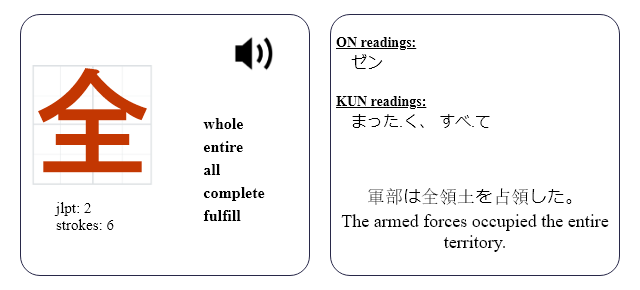 全
jlpt: 2
strokes: 6
whole
entire
all
complete
fulfill
ON readings:
ゼン
KUN readings:
まった.く、 すべ.て
軍部は全領土を占領した。
The armed forces occupied the entire
territory.